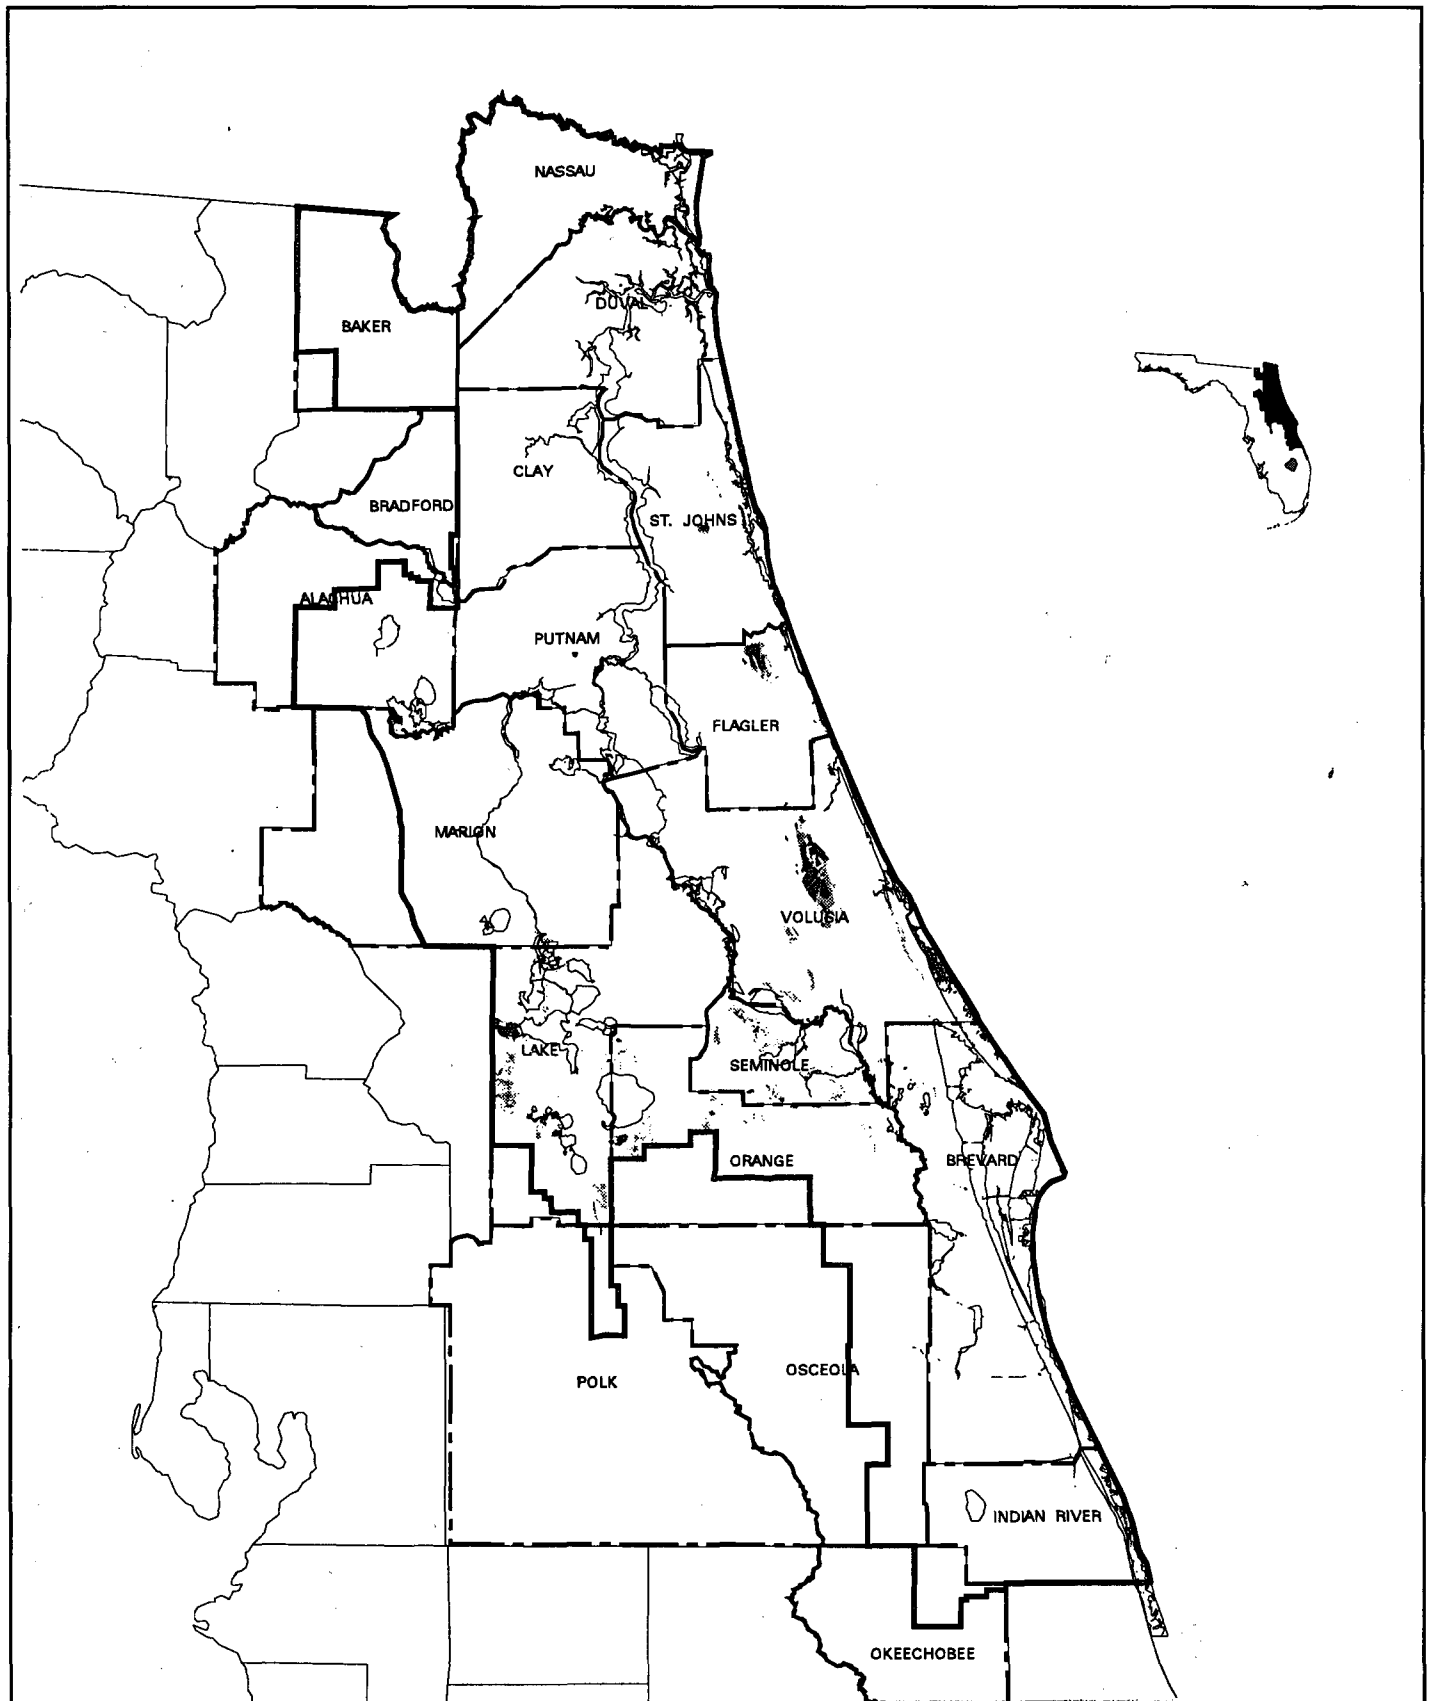 NASSAU
DUVAL
BAKER
CLAY
BRADFORD
ST. JOHNS
ALACHUA
PUTNAM
FLAGLER
MARION
VOLUSIA
LAKE
SEMINOLE
ORANGE
BREVARD
OSCEOLA
POLK
INDIAN RIVER
OKEECHOBEE